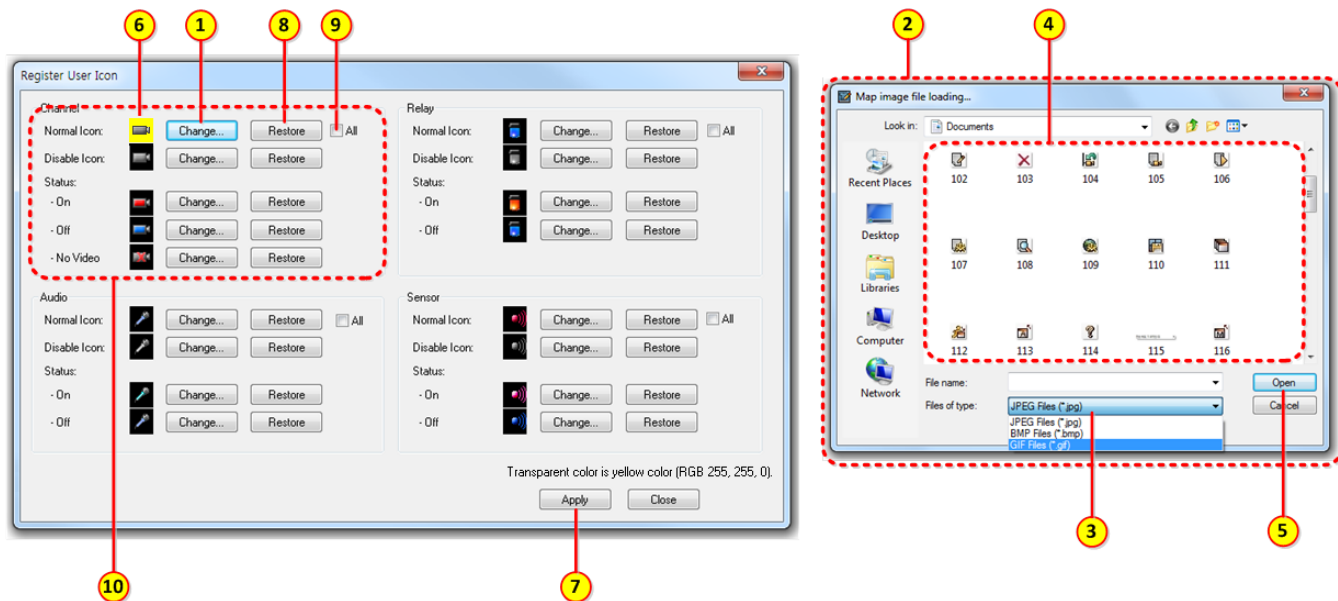 6
1
8
9
2
4
Register User Icon
Channel
Normal Icon:
Change...
Restore
All
Disable Icon:
Change...
Restore
Status:
- On
Change...
Restore
- Off
Change...
Restore
- No Video
Change...
Restore
Relay
Normal Icon:
Change...
Restore
All
Disable Icon:
Change...
Restore
Status:
- On
Change...
Restore
- Off
Change...
Restore
Audio
Normal Icon:
Change...
Restore
All
Disable Icon:
Change...
Restore
Status:
- On
Change...
Restore
- Off
Change...
Restore
Sensor
Normal Icon:
Change...
Restore
All
Disable Icon:
Change...
Restore
Status:
- On
Change...
Restore
- Off
Change...
Restore
Transparent color is yellow color (RGB 255, 255, 0).
Apply
Close
10
7
Map image file loading...
Look in:
Documents
Recent Places
Desktop
Libraries
Computer
Network
102
103
104
105
106
107
108
109
110
111
112
113
114
115
116
File name:
Open
Files of type:
JPEG Files (*.jpg)
Cancel
JPEG Files (*.jpg)
BMP Files (*.bmp)
GIF Files (*.gif)
3
5